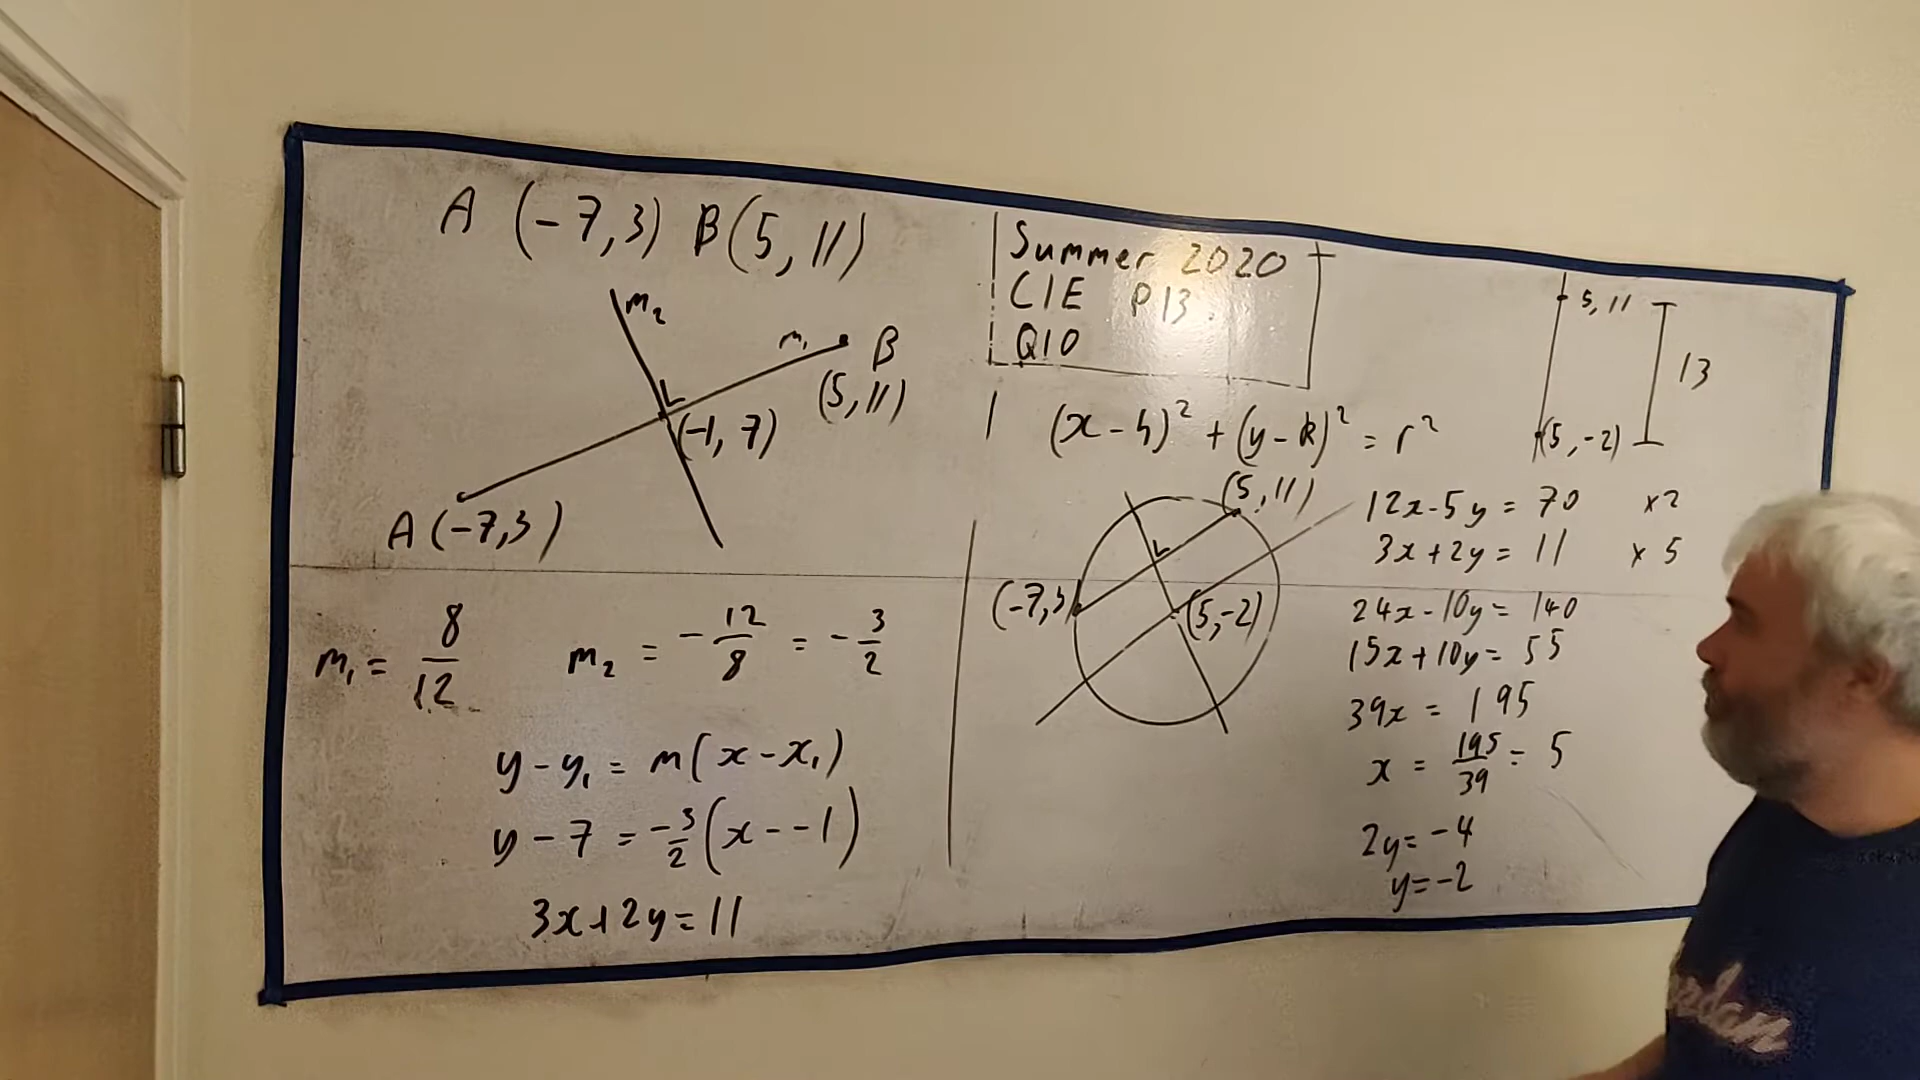 A (-7,3) B(5,11)
m₂
m₁
B
(5,11)
(-1,7)
A(-7,3)
m₁ = 8/12
m₂ = -12/8 = -3/2
y-y₁ = m(x-x₁)
y-7 = -3/2(x--1)
3x+2y=11
Summer 2020
CIE P13
Q10
(x-h)²+(y-k)²=r²
(5,11)
(-7,3)
(5,-2)
5,11
13
(5,-2)
12x-5y=70 x2
3x+2y=11 x5
24x-10y=140
15x+10y=55
39x=195
x=195/39=5
2y=-4
y=-2